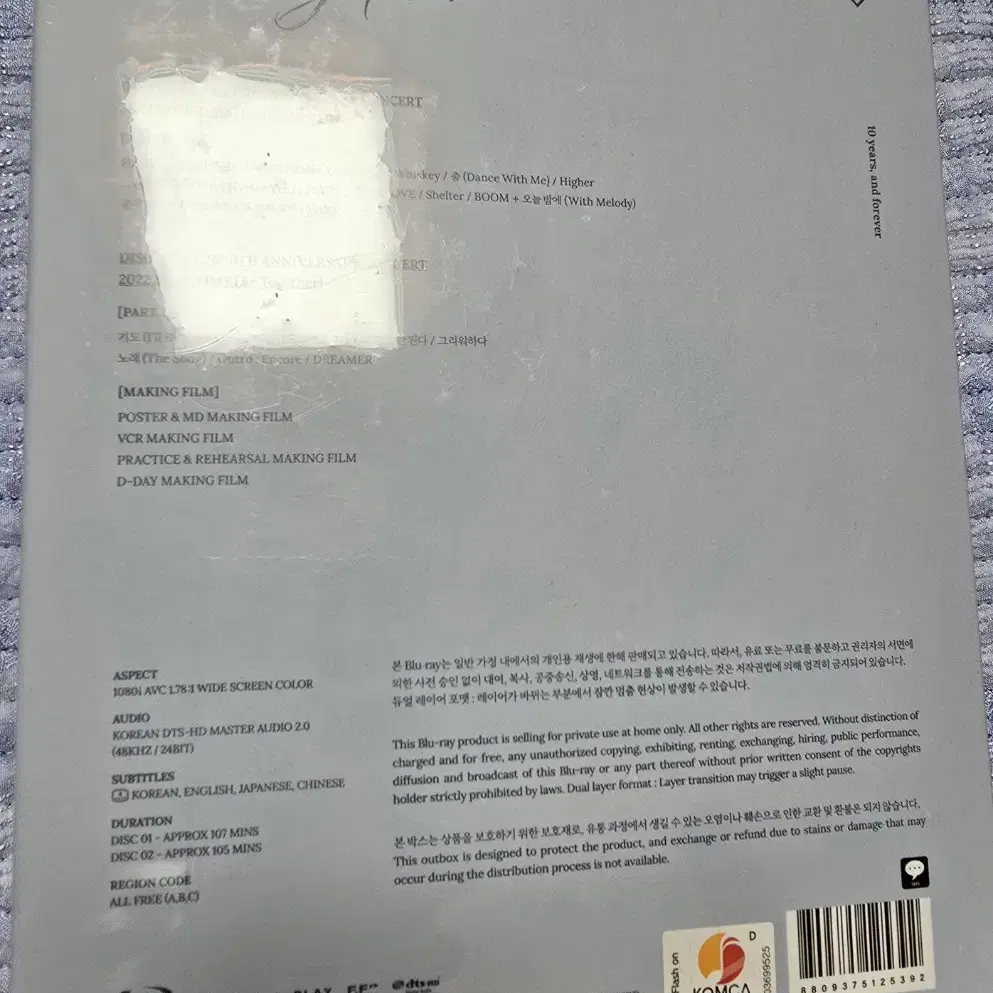 NCERT
Whiskey / 춤 (Dance With Me) / Higher
OVE / Shelter / BOOM + 오늘밤에 (With Melody)
10 years, and forever
ANNIVERSARY
2022
[PART
기도 된다 / 그리워하다
노래 (The Song) / Outro : Encore / DREAMER
[MAKING FILM]
POSTER & MD MAKING FILM
VCR MAKING FILM
PRACTICE & REHEARSAL MAKING FILM
D-DAY MAKING FILM
ASPECT
1080i AVC 1.78:1 WIDE SCREEN COLOR
AUDIO
KOREAN DTS-HD MASTER AUDIO 2.0
(48KHZ / 24BIT)
SUBTITLES
KOREAN, ENGLISH, JAPANESE, CHINESE
DURATION
DISC 01 - APPROX 107 MINS
DISC 02 - APPROX 105 MINS
REGION CODE
ALL FREE (A,B,C)
본 Blu-ray는 일반 가정 내에서의 개인용 재생에 한해 판매되고 있습니다. 따라서, 유료 또는 무료를 불문하고 권리자의 서면에
의한 사전 승인 없이 대여, 복사, 공중송신, 상영, 네트워크를 통해 전송하는 것은 저작권법에 의해 엄격히 금지되어 있습니다.
듀얼 레이어 포맷 : 레이어가 바뀌는 부분에서 잠깐 멈춤 현상이 발생할 수 있습니다.
This Blu-ray product is selling for private use at home only. All other rights are reserved. Without distinction of
charged and for free, any unauthorized copying, exhibiting, renting, exchanging, hiring, public performance,
diffusion and broadcast of this Blu-ray or any part thereof without prior written consent of the copyrights
holder strictly prohibited by laws. Dual layer format : Layer transition may trigger a slight pause.
본 박스는 상품을 보호하기 위한 보호재로, 유통 과정에서 생길 수 있는 오염이나 훼손으로 인한 교환 및 환불은 되지 않습니다.
This outbox is designed to protect the product, and exchange or refund due to stains or damage that may
occur during the distribution process is not available.
Flash on
D
KOMCA
03699525
8809375125392
dts-HD